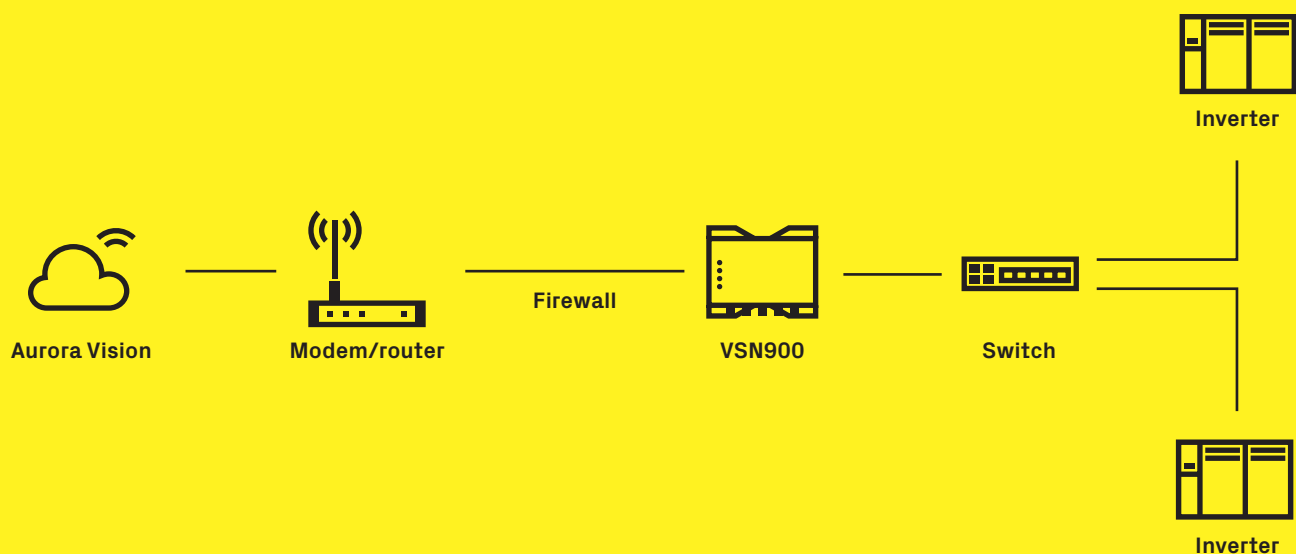 Inverter
Firewall
Aurora Vision
Modem/router
VSN900
Switch
Inverter